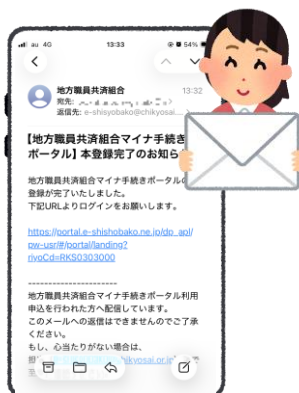 au 4G 13:33 54%
地方職員共済組合 13:32
宛先:
返信先: e-shisyobako@chikyosai....
【地方職員共済組合マイナ手続き
ポータル】本登録完了のお知ら
地方職員共済組合マイナ手続きポータルの
登録が完了いたしました。
下記URLよりログインをお願いします。
https://portal.e-shishobako.ne.jp/dp_apl/
pw-usr/#/portal/landing?
riyoCd=RKS0303000
----------------------
地方職員共済組合マイナ手続きポータル利用
申込を行われた方へ配信しています。
このメールへの返信はできませんのでご了承
ください。
もし、心当たりがない場合は、
hikyosai.or.jp